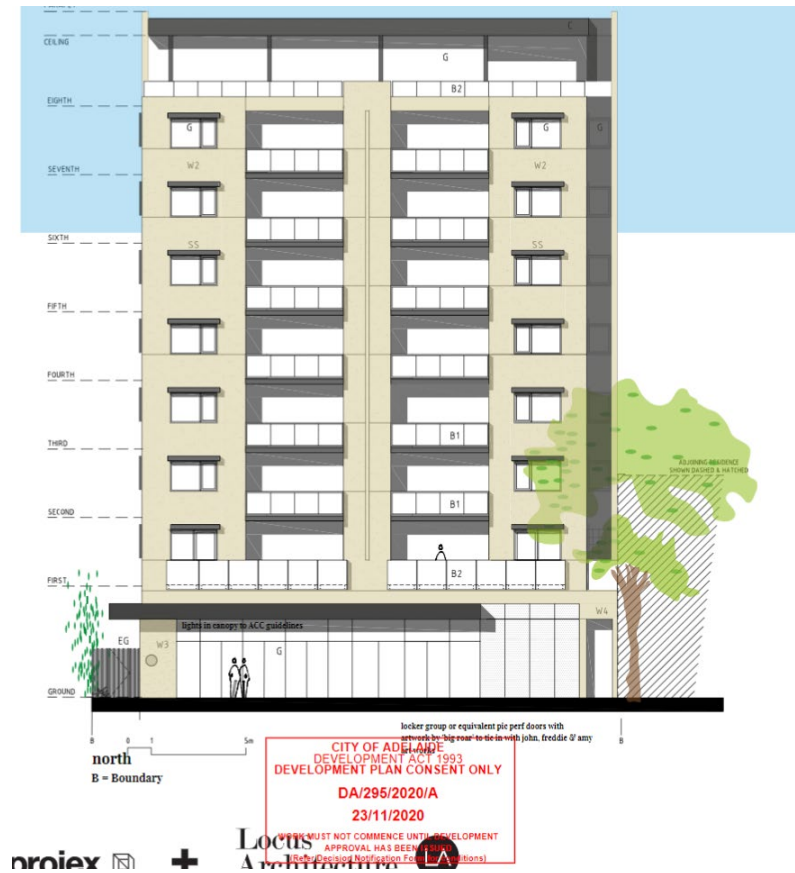 CEILING
C
G
B2
EIGHTH
G
G
G
W2
W2
SEVENTH
SIXTH
SS
SS
FIFTH
FOURTH
THIRD
B1
ADJOINING RESIDENCE
SHOWN DASHED & HATCHED
SECOND
B1
FIRST
B2
W4
lights in canopy to ACC guidelines
EG
W3
G
GROUND
B
0
1
5m
B
locker group or equivalent pic perf doors with
artwork by 'big roar' to tie in with john, freddie & amy
art works
north
B = Boundary
CITY OF ADELAIDE
DEVELOPMENT ACT 1993
DEVELOPMENT PLAN CONSENT ONLY
DA/295/2020/A
23/11/2020
WORK MUST NOT COMMENCE UNTIL DEVELOPMENT
APPROVAL HAS BEEN ISSUED
(Refer Decision Notification Form for conditions)
projex
+
Locus
Architecture